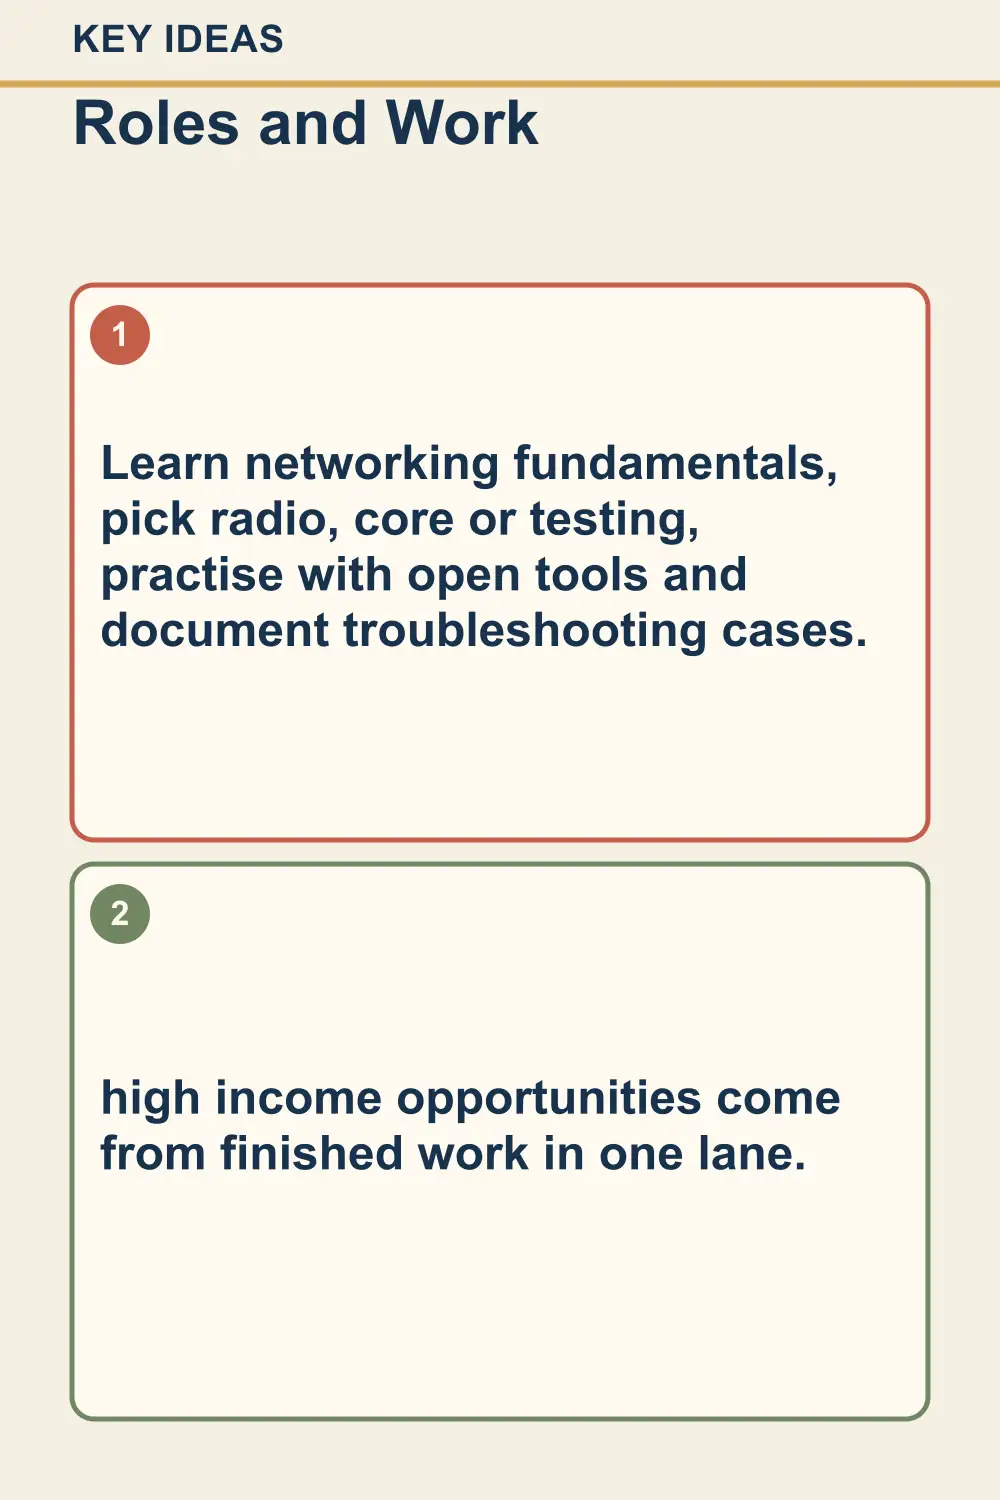 KEY IDEAS
Roles and Work
1
Learn networking fundamentals,
pick radio, core or testing,
practise with open tools and
document troubleshooting cases.
2
high income opportunities come
from finished work in one lane.